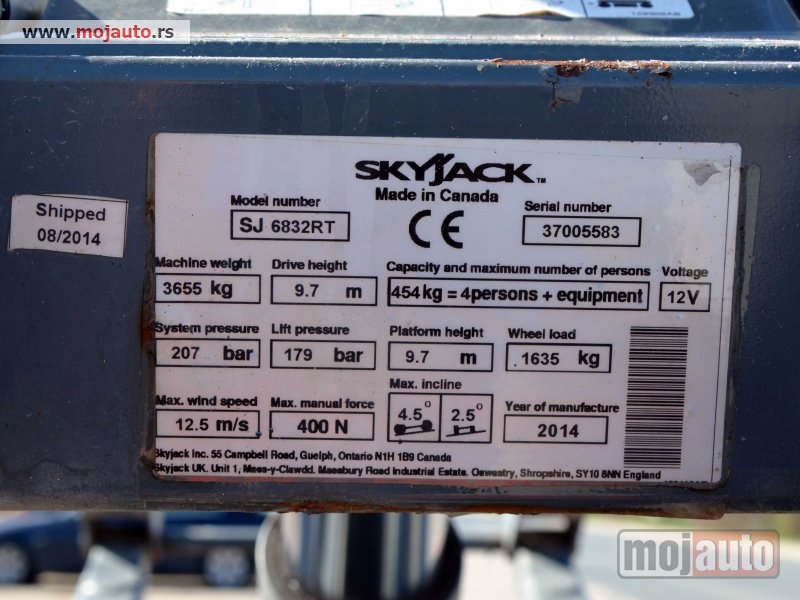 www.mojauto.rs
SKYJACK™
Made in Canada
Shipped
08/2014
Model number
SJ 6832RT
CE
Serial number
37005583
Machine weight
3655 kg
Drive height
9.7 m
Capacity and maximum number of persons
454kg = 4persons + equipment
Voltage
12V
System pressure
207 bar
Lift pressure
179 bar
Platform height
9.7 m
Wheel load
1635 kg
Max. wind speed
12.5 m/s
Max. manual force
400 N
Max. incline
4.5° 2.5°
Year of manufacture
2014
Skyjack Inc. 55 Campbell Road, Guelph, Ontario N1H 1B9 Canada
Skyjack UK. Unit 1, Maes-y-Clawdd. Maesbury Road Industrial Estate. Oswestry, Shropshire, SY10 8NN England
mojauto